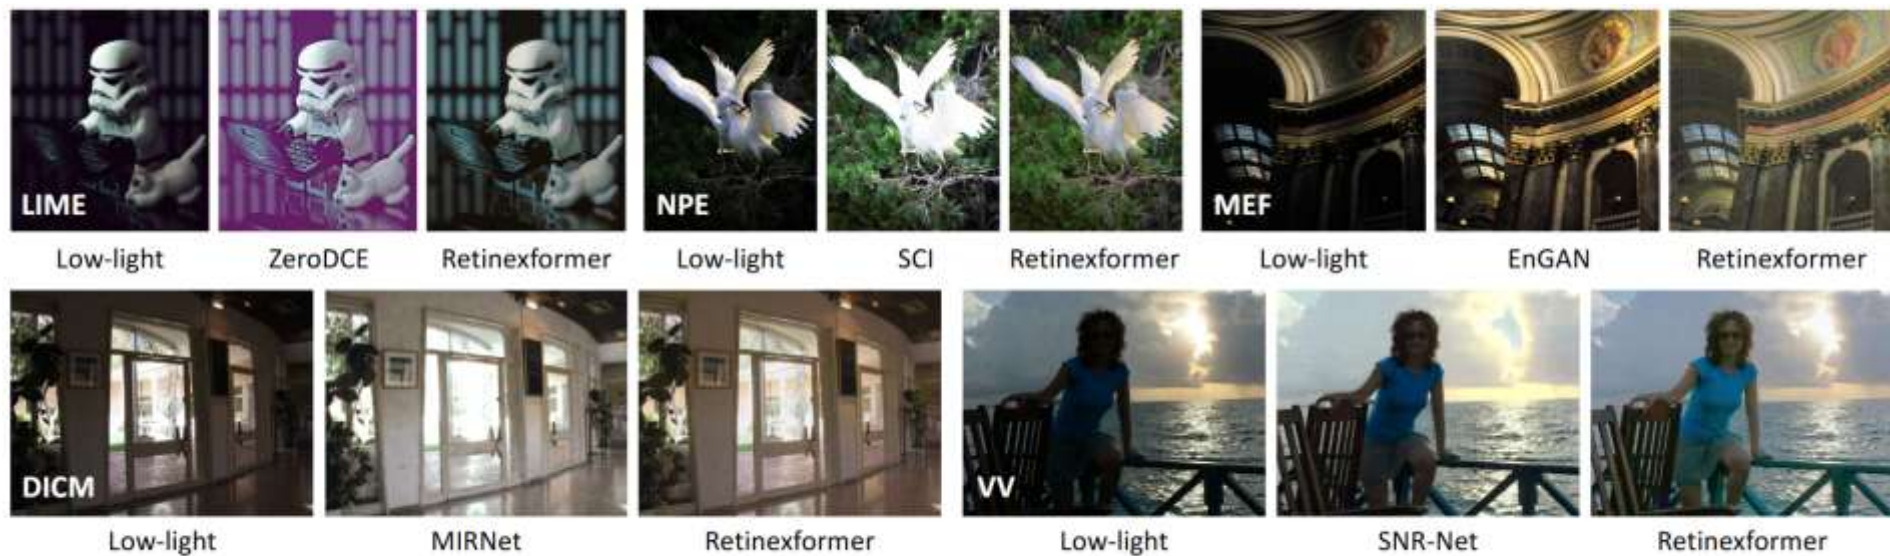 LIME
NPE
MEF
Low-light
ZeroDCE
Retinexformer
Low-light
SCI
Retinexformer
Low-light
EnGAN
Retinexformer
DICM
VV
Low-light
MIRNet
Retinexformer
Low-light
SNR-Net
Retinexformer